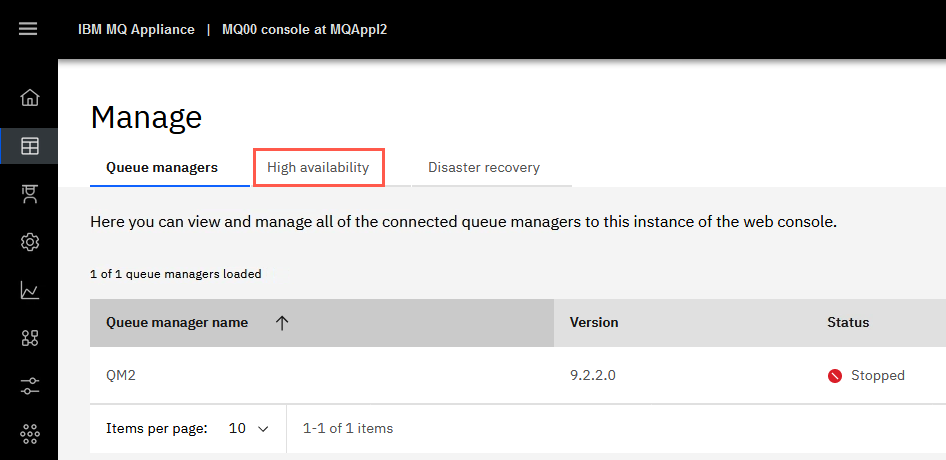 IBM MQ Appliance | MQ00 console at MQAppl2
Manage
Queue managers High availability Disaster recovery
Here you can view and manage all of the connected queue managers to this instance of the web console.
1 of 1 queue managers loaded
Queue manager name Version Status
QM2 9.2.2.0 Stopped
Items per page: 10 1-1 of 1 items